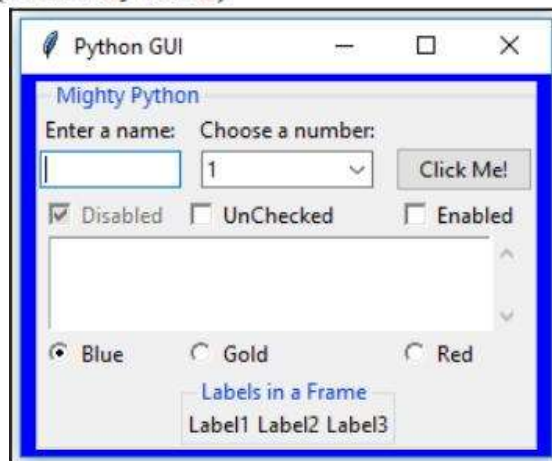 Python GUI
Mighty Python
Enter a name: Choose a number:
1 Click Me!
Disabled UnChecked Enabled
Blue Gold Red
Labels in a Frame
Label1 Label2 Label3